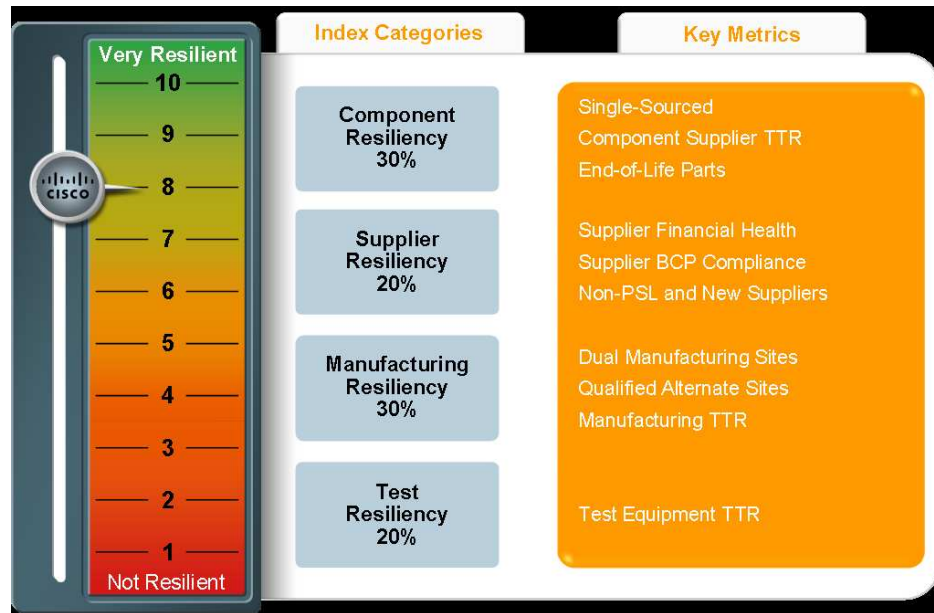 Very Resilient
10
9
8
7
6
5
4
3
2
1
Not Resilient
CISCO
Index Categories
Component
Resiliency
30%
Supplier
Resiliency
20%
Manufacturing
Resiliency
30%
Test
Resiliency
20%
Key Metrics
Single-Sourced
Component Supplier TTR
End-of-Life Parts
Supplier Financial Health
Supplier BCP Compliance
Non-PSL and New Suppliers
Dual Manufacturing Sites
Qualified Alternate Sites
Manufacturing TTR
Test Equipment TTR